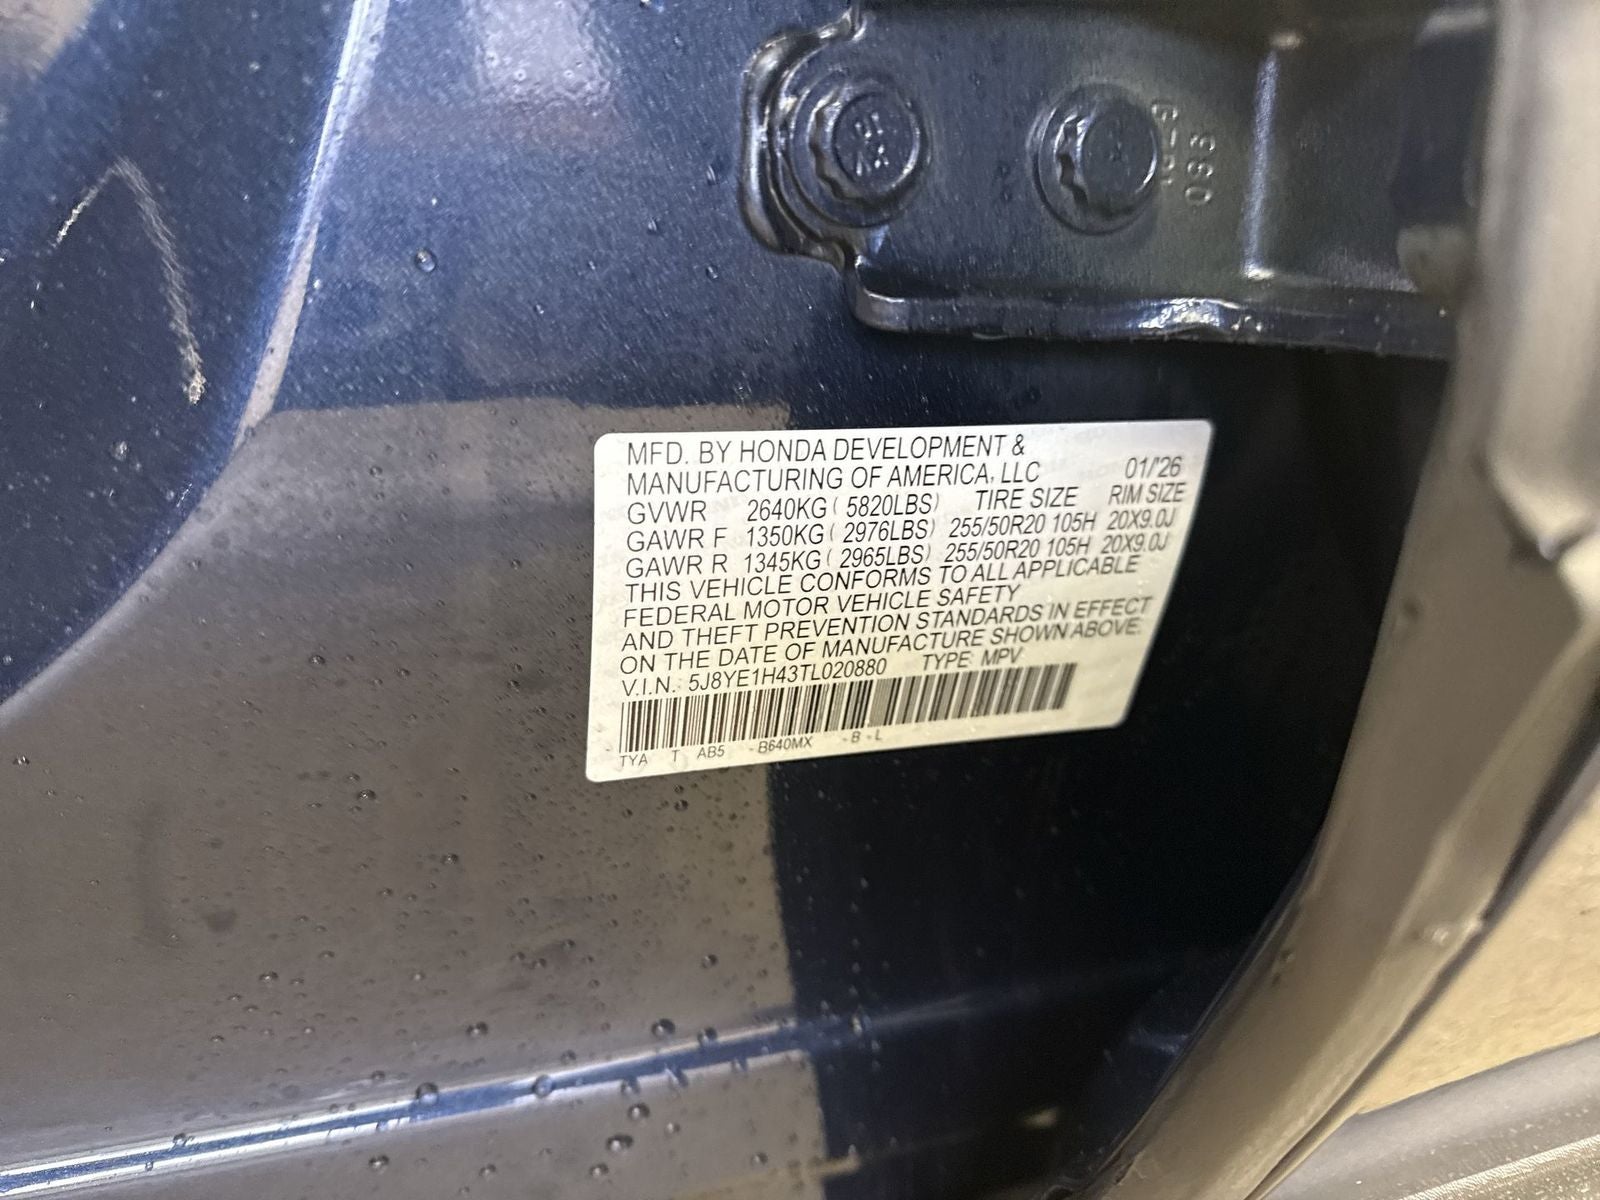 MFD. BY HONDA DEVELOPMENT &
MANUFACTURING OF AMERICA, LLC 01/'26
GVWR 2640KG ( 5820LBS) TIRE SIZE RIM SIZE
GAWR F 1350KG ( 2976LBS) 255/50R20 105H 20X9.0J
GAWR R 1345KG ( 2965LBS) 255/50R20 105H 20X9.0J
THIS VEHICLE CONFORMS TO ALL APPLICABLE
FEDERAL MOTOR VEHICLE SAFETY
AND THEFT PREVENTION STANDARDS IN EFFECT
ON THE DATE OF MANUFACTURE SHOWN ABOVE.
V.I.N.: 5J8YE1H43TL020880 TYPE: MPV
TYA T AB5 -B640MX -B-L